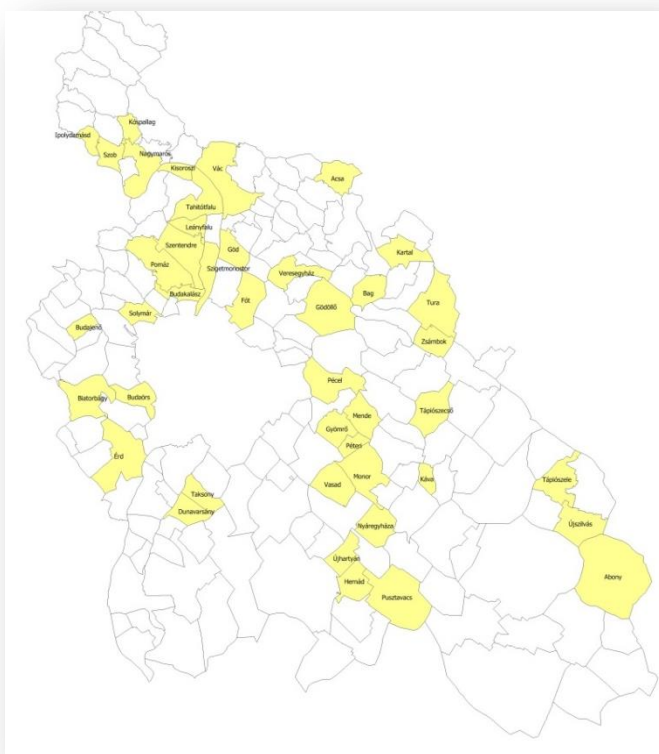 Kóspallag
Ipolydamásd
Szob
Nagymaros
Kisoroszi
Vác
Acsa
Tahitótfalu
Leányfalu
Szentendre
Göd
Kartal
Pomáz
Szigetmonostor
Veresegyház
Bag
Budakalász
Fót
Gödöllő
Tura
Solymár
Budajenő
Zsámbok
Pécel
Biatorbágy
Budaörs
Mende
Tápiószecső
Gyömrő
Péteri
Érd
Monor
Káva
Tápiószele
Vasad
Taksony
Dunavarsány
Nyáregyháza
Újszilvás
Újhartyán
Hernád
Abony
Pusztavacs